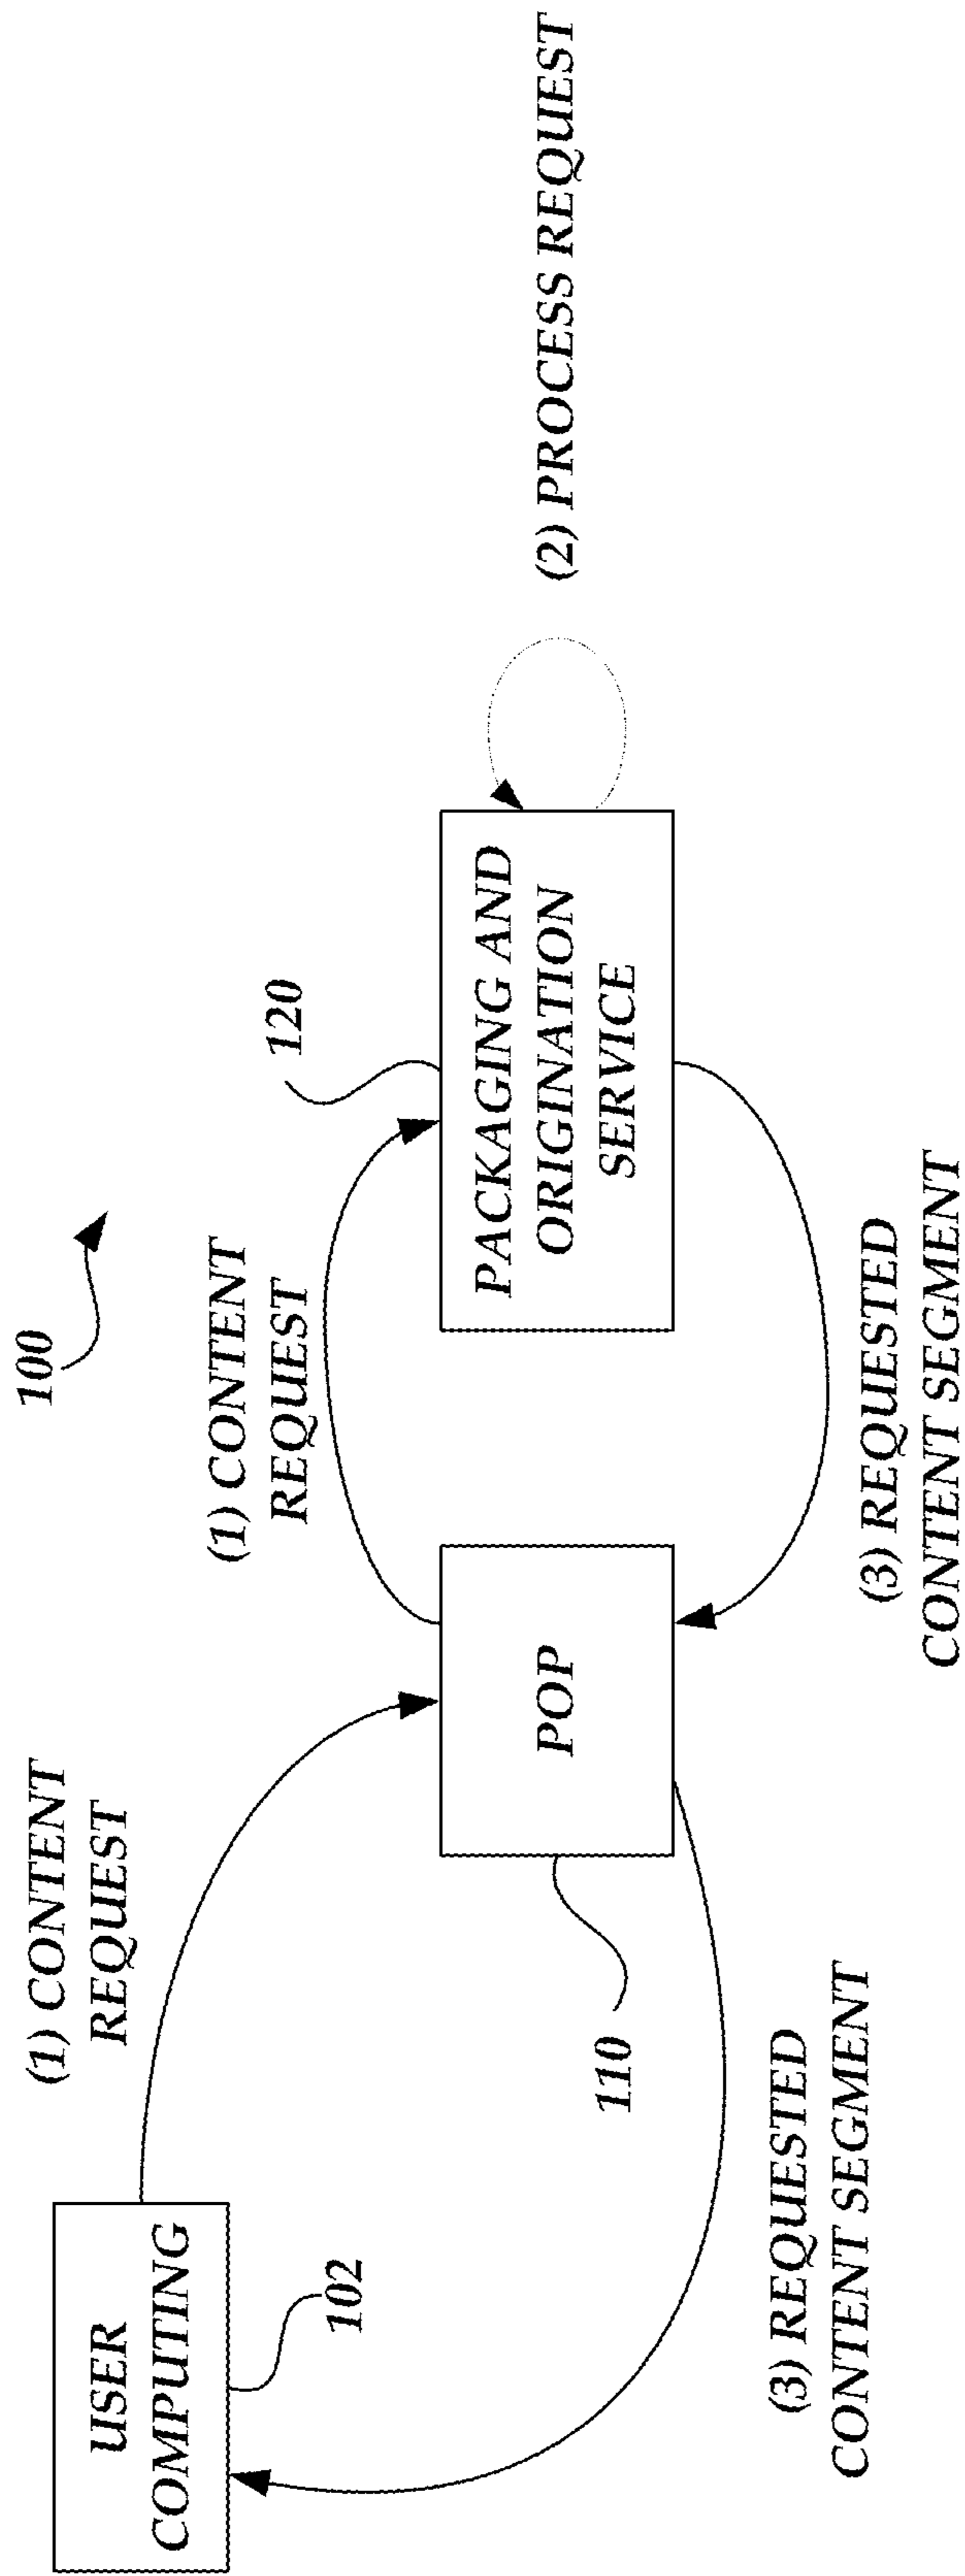 100
(1) CONTENT
REQUEST
(1) CONTENT
REQUEST
120
USER
COMPUTING
102
POP
110
PACKAGING AND
ORIGINATION
SERVICE
(2) PROCESS REQUEST
(3) REQUESTED
CONTENT SEGMENT
(3) REQUESTED
CONTENT SEGMENT